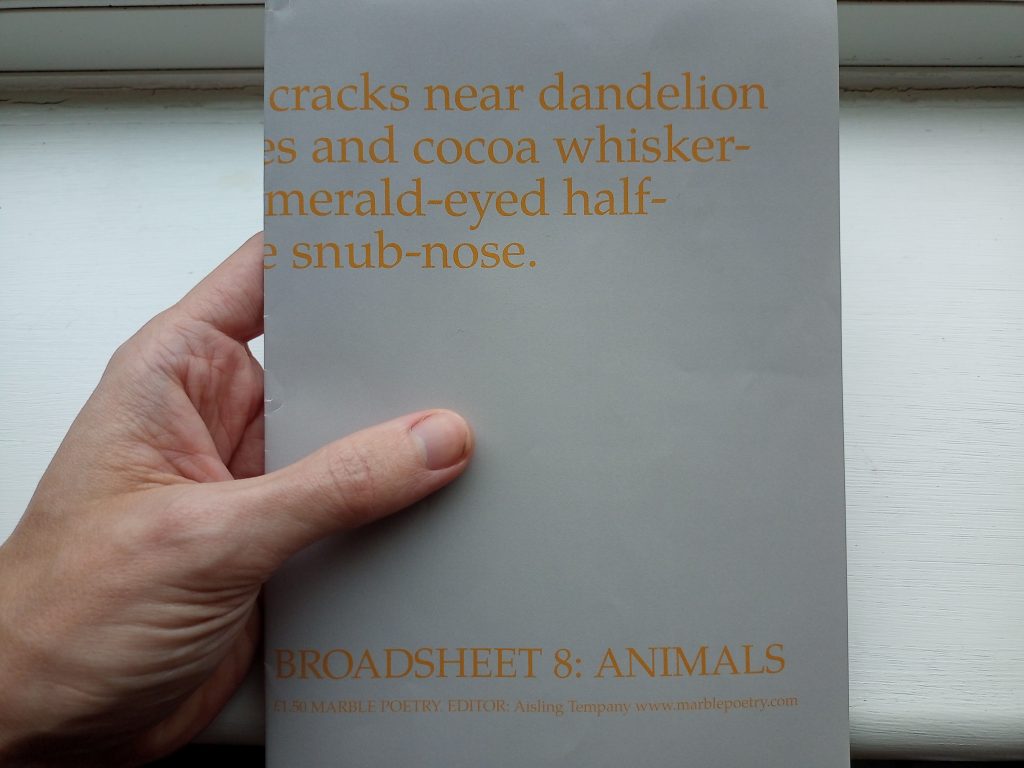 cracks near dandelion
es and cocoa whisker-
merald-eyed half-
e snub-nose.
BROADSHEET 8: ANIMALS
£1.50 MARBLE POETRY. EDITOR: Aisling Tempany www.marblepoetry.com